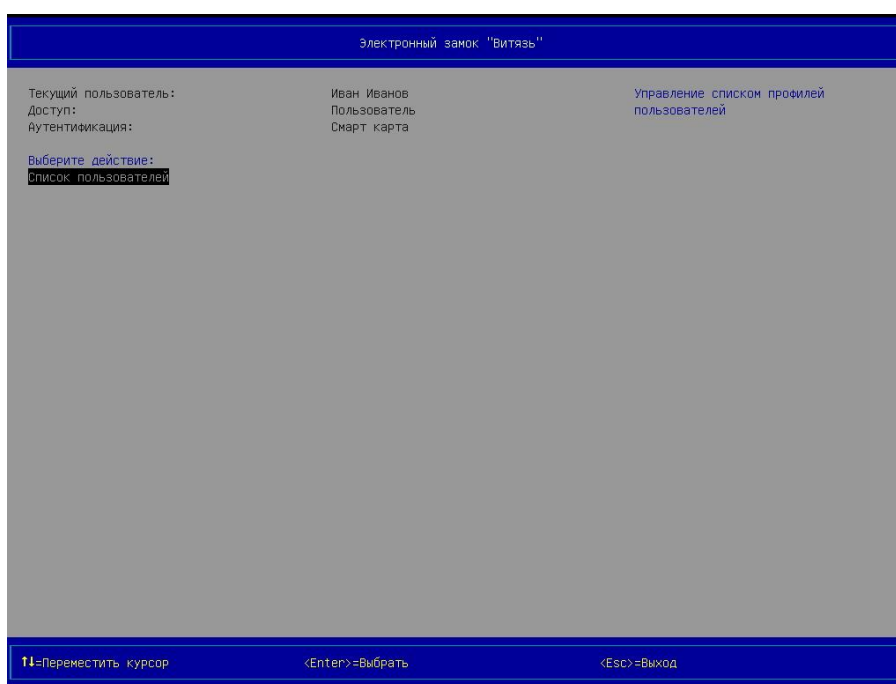 Электронный замок "Витязь"
Текущий пользователь: Иван Иванов Управление списком профилей
Доступ: Пользователь пользователей
Аутентификация: Смарт карта
Выберите действие:
Список пользователей
↑↓=Переместить курсор <Enter>=Выбрать <Esc>=Выход